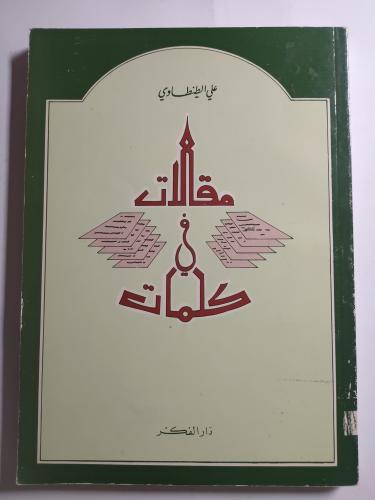 علي الطنطاوي
مقالات
في
كلمات
دار الفكر